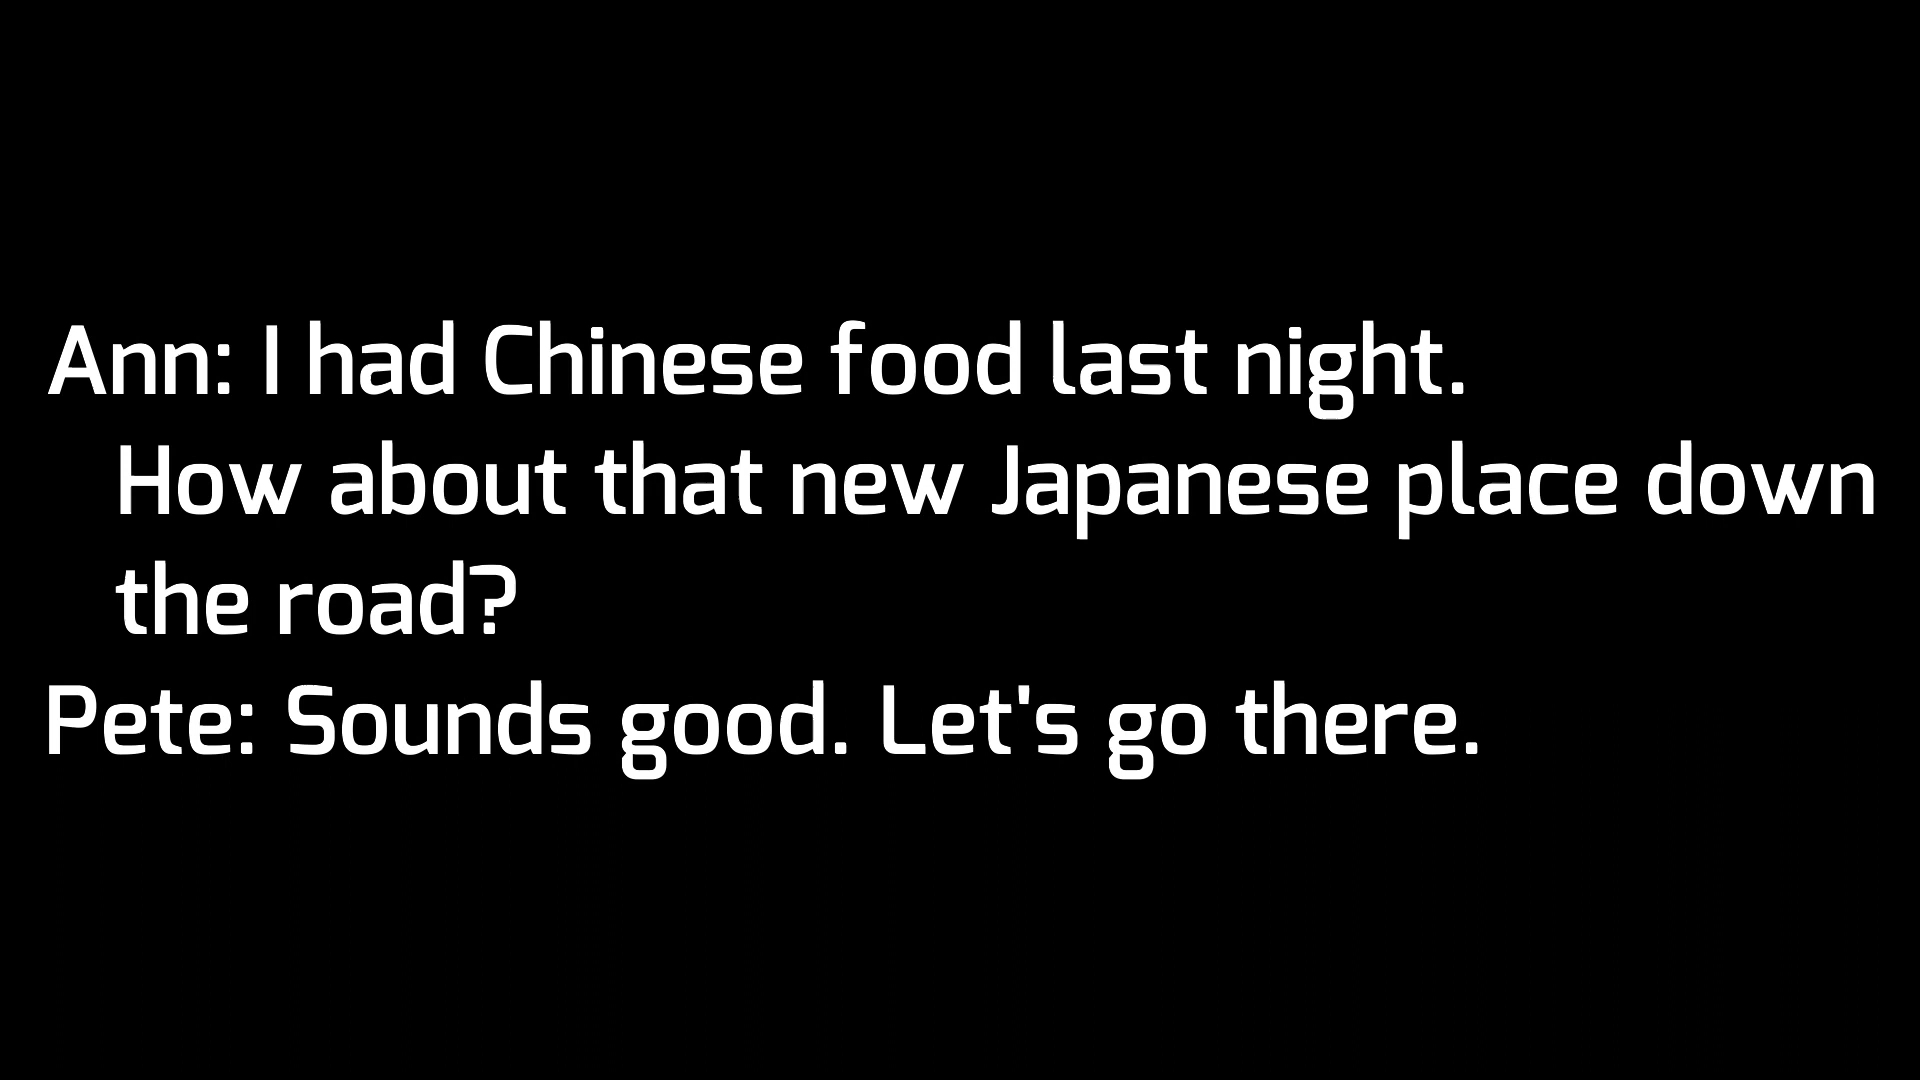 Ann: I had Chinese food last night.
How about that new Japanese place down
the road?
Pete: Sounds good. Let's go there.